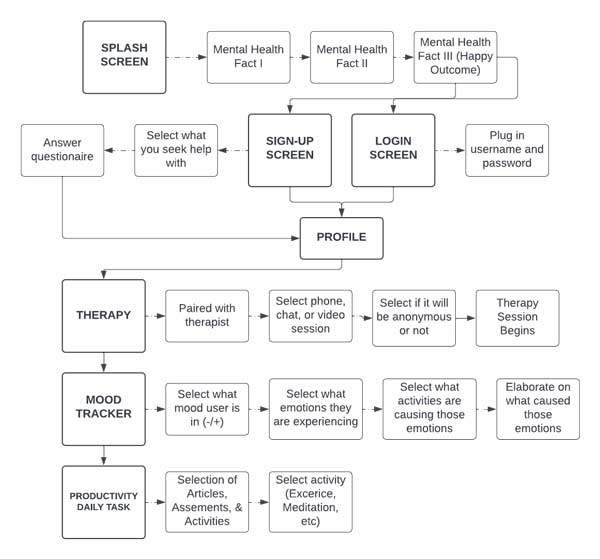 SPLASH
SCREEN
Mental Health
Fact I
Mental Health
Fact II
Mental Health
Fact III (Happy
Outcome)
Answer
questionaire
Select what
you seek help
with
SIGN-UP
SCREEN
LOGIN
SCREEN
Plug in
username and
password
PROFILE
THERAPY
Paired with
therapist
Select phone,
chat, or video
session
Select if it will
be anonymous
or not
Therapy
Session
Begins
MOOD
TRACKER
Select what
mood user is
in (-/+)
Select what
emotions they
are experiencing
Select what
activities are
causing those
emotions
Elaborate on
what caused
those
emotions
PRODUCTIVITY
DAILY TASK
Selection of
Articles,
Assements, &
Activities
Select activity
(Excerice,
Meditation,
etc)